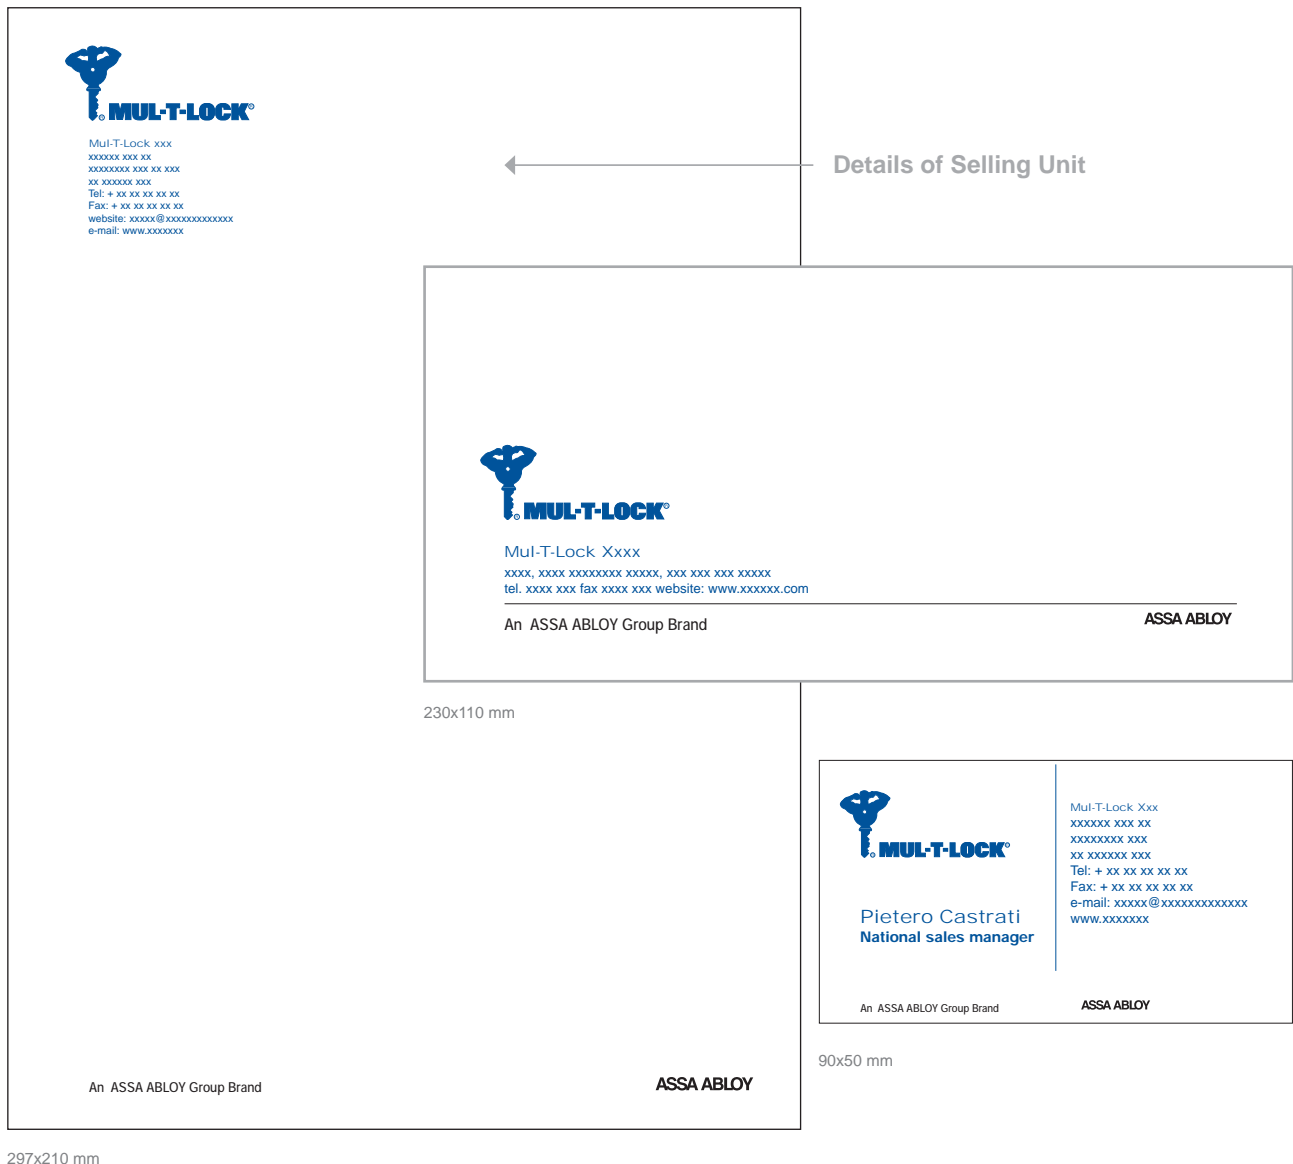 MUL-T-LOCK®
Mul-T-Lock xxx
xxxxxx xxx xx
xxxxxxxx xxx xx xxx
xx xxxxxx xxx
Tel: + xx xx xx xx xx
Fax: + xx xx xx xx xx
website: xxxxx@xxxxxxxxxxxxx
e-mail: www.xxxxxxx
Details of Selling Unit
MUL-T-LOCK®
Mul-T-Lock Xxxx
xxxx, xxxx xxxxxxxx xxxxx, xxx xxx xxx xxxxx
tel. xxxx xxx fax xxxx xxx website: www.xxxxxx.com
An ASSA ABLOY Group Brand
ASSA ABLOY
230x110 mm
MUL-T-LOCK®
Pietero Castrati
National sales manager
Mul-T-Lock Xxx
xxxxxx xxx xx
xxxxxxxx xxx
xx xxxxxx xxx
Tel: + xx xx xx xx xx
Fax: + xx xx xx xx xx
e-mail: xxxxx@xxxxxxxxxxxxx
www.xxxxxxx
An ASSA ABLOY Group Brand
ASSA ABLOY
90x50 mm
An ASSA ABLOY Group Brand
ASSA ABLOY
297x210 mm